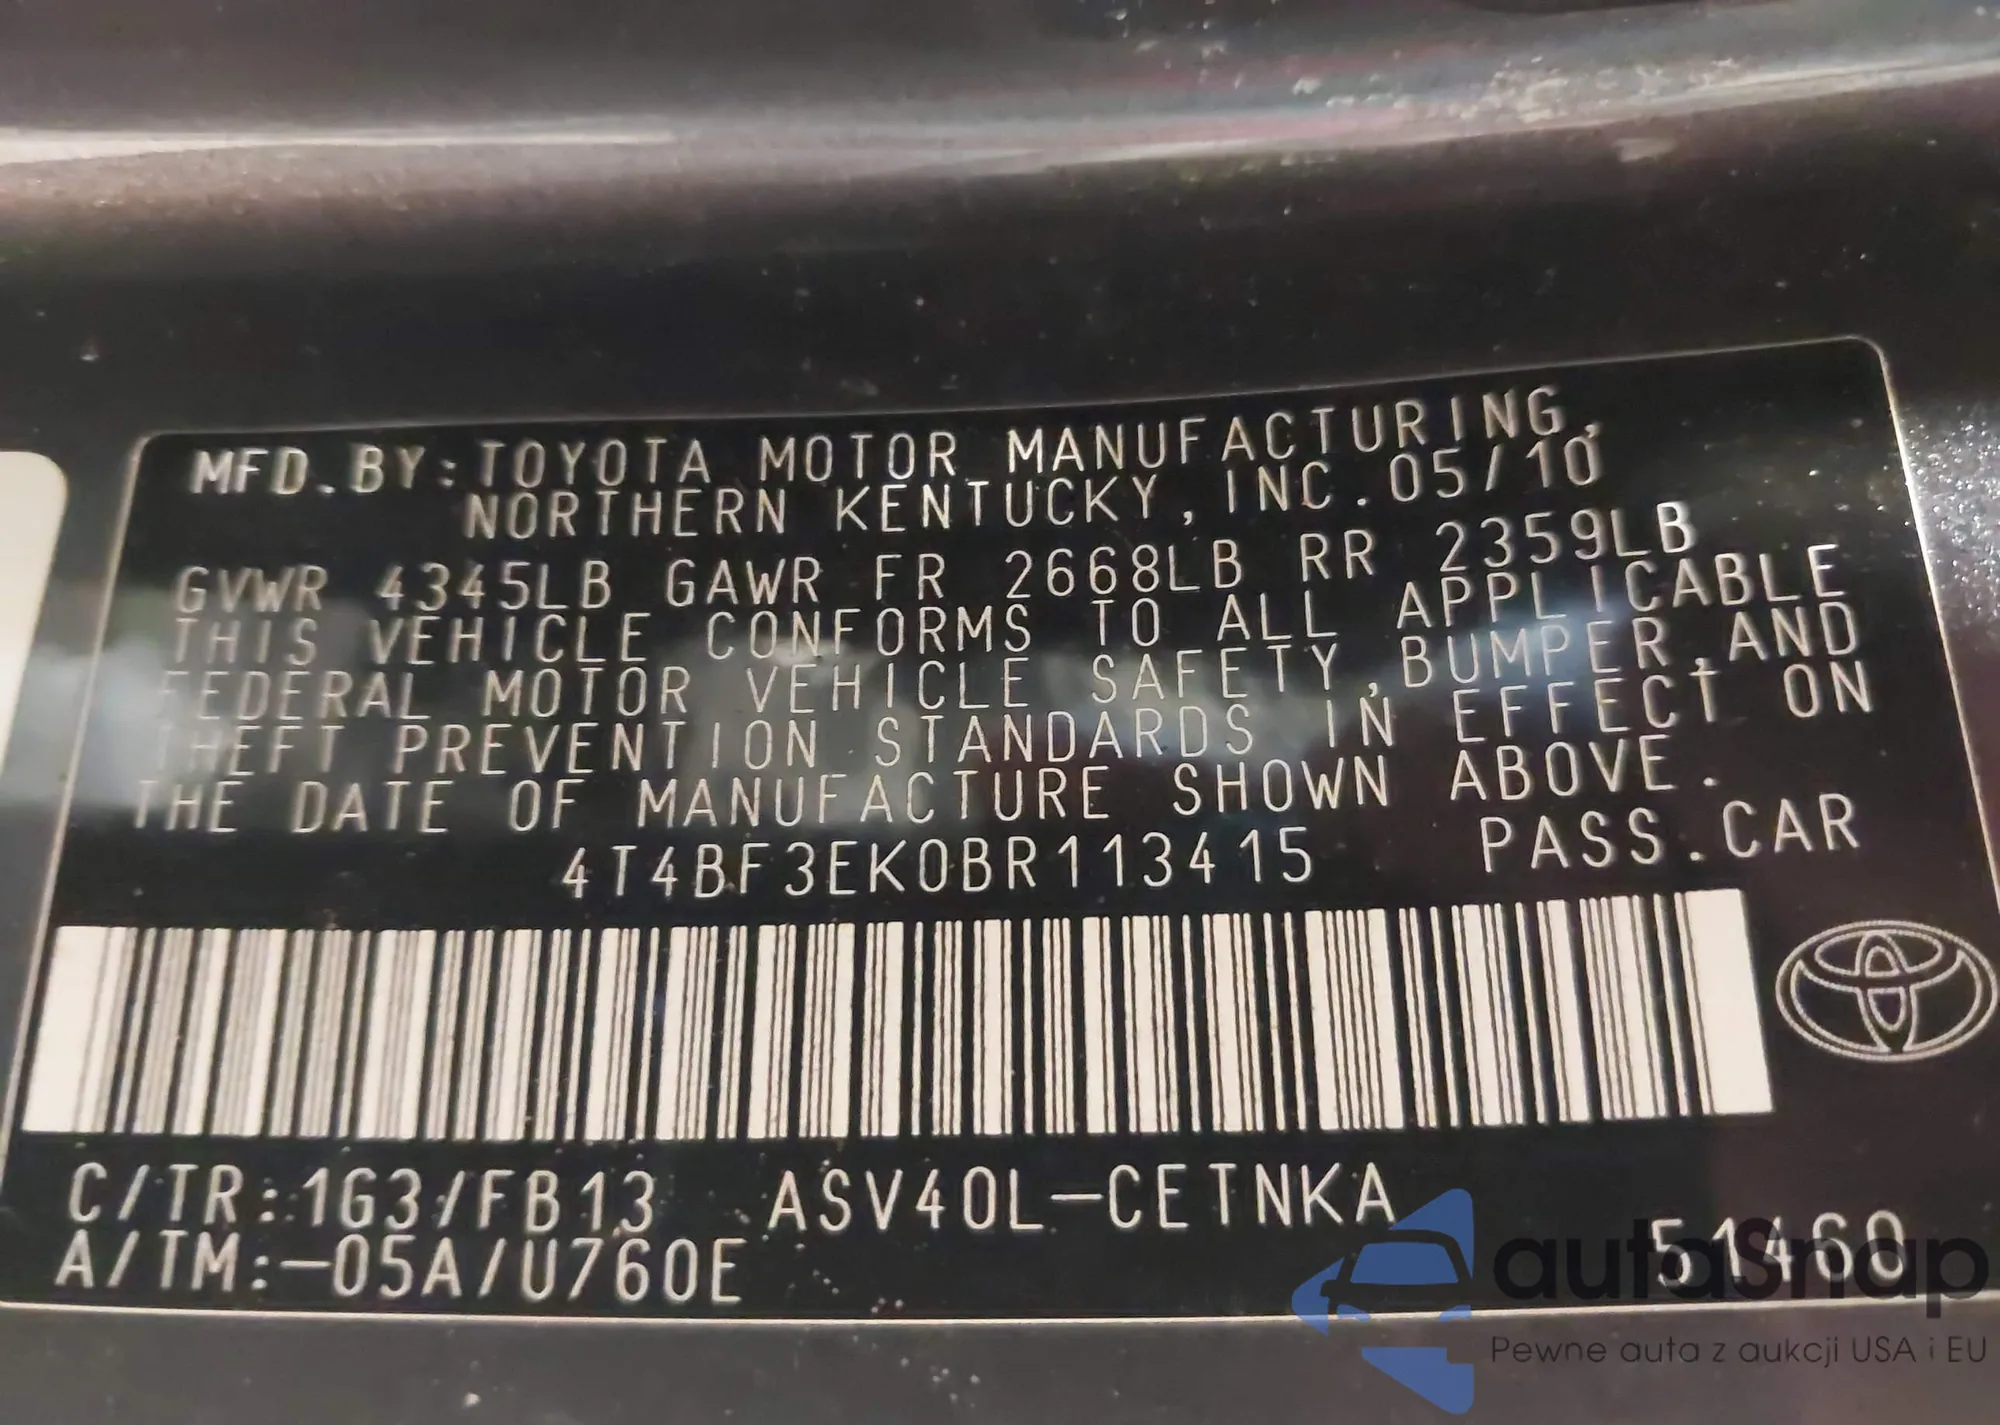 MFD.BY:TOYOTA MOTOR MANUFACTURING,
NORTHERN KENTUCKY, INC. 05/10
GVWR 4345LB GAWR FR 2668LB RR 2359LB
THIS VEHICLE CONFORMS TO ALL APPLICABLE
FEDERAL MOTOR VEHICLE SAFETY, BUMPER, AND
THEFT PREVENTION STANDARDS IN EFFECT ON
THE DATE OF MANUFACTURE SHOWN ABOVE.
4T4BF3EK0BR113415 PASS.CAR
C/TR:1G3/FB13 ASV40L-CETNKA
A/TM:-05A/U760E 51460
autaSnap
Pewne auta z aukcji USA i EU